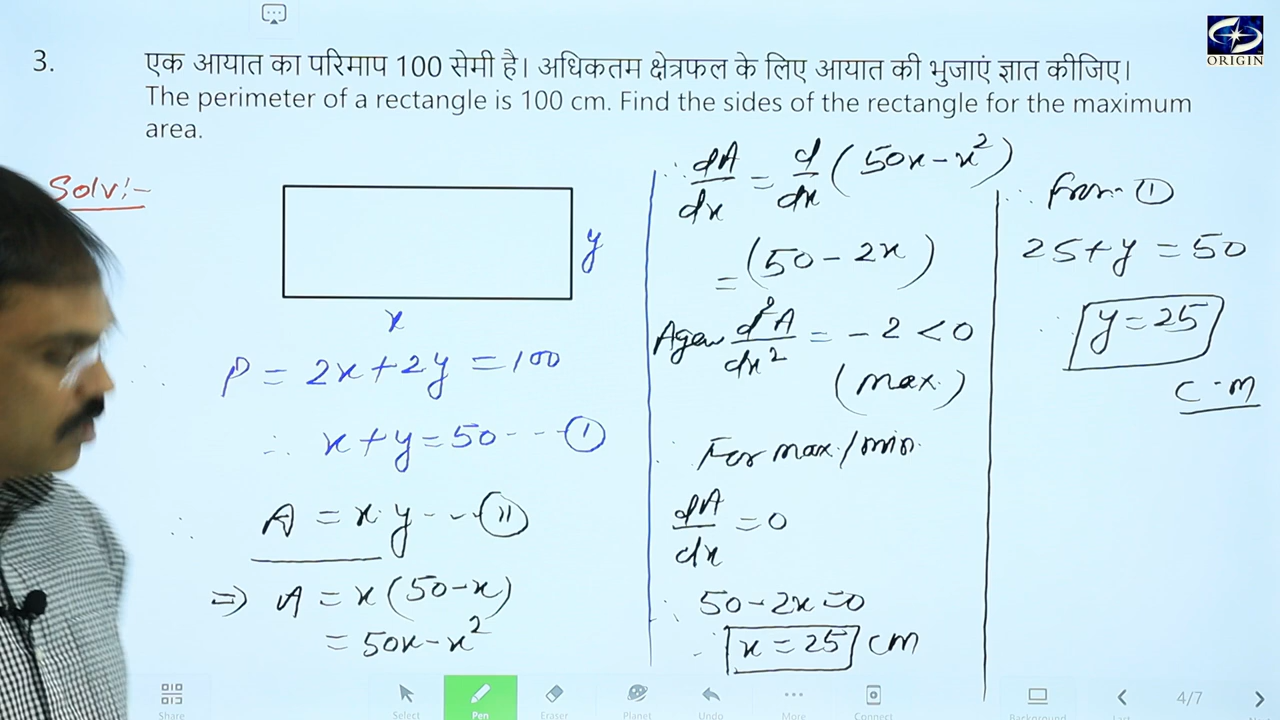 ORIGIN
3. एक आयात का परिमाप 100 सेमी है। अधिकतम क्षेत्रफल के लिए आयात की भुजाएं ज्ञात कीजिए।
The perimeter of a rectangle is 100 cm. Find the sides of the rectangle for the maximum
area.
Solv:-
y
x
∴ P = 2x + 2y = 100
∴ x + y = 50 --- ①
∴ A = x y --- ②
⇒ A = x(50-x)
= 50x - x²
∴ dA/dx = d/dx (50x - x²)
= (50 - 2x)
Again d²A/dx² = -2 < 0
(max.)
∴ For max./min.
dA/dx = 0
∴ 50 - 2x = 0
∴ x = 25 cm
∴ From ①
25 + y = 50
∴ y = 25
C.M
Share
Select
Pen
Eraser
Planet
Undo
More
Connect
Background
4/7